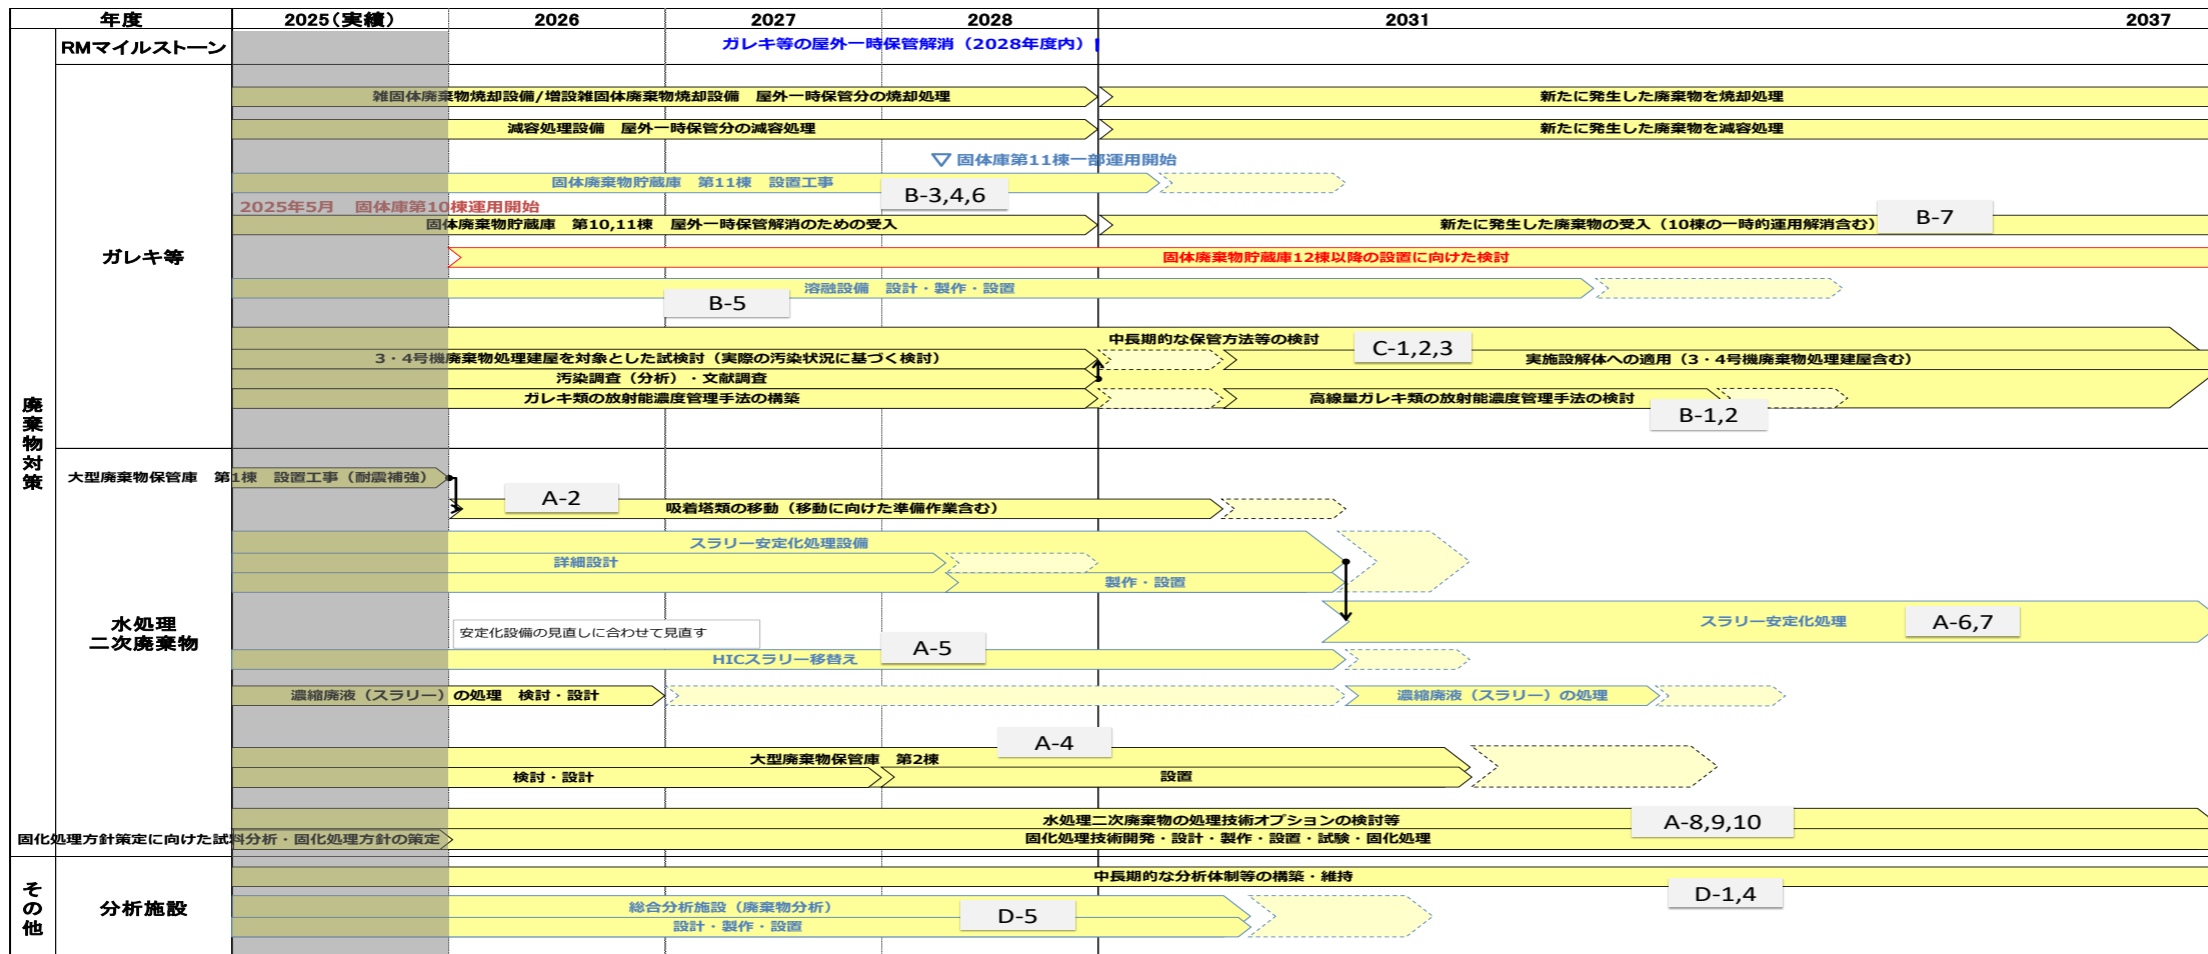 年度 2025（実績） 2026 2027 2028 2031 2037
RMマイルストーン ガレキ等の屋外一時保管解消（2028年度内）
廃棄物対策
ガレキ等
雑固体廃棄物焼却設備/増設雑固体廃棄物焼却設備　屋外一時保管分の焼却処理 新たに発生した廃棄物を焼却処理
減容処理設備　屋外一時保管分の減容処理 新たに発生した廃棄物を減容処理
▽ 固体庫第11棟一部運用開始
固体廃棄物貯蔵庫　第11棟　設置工事 B-3,4,6
2025年5月　固体庫第10棟運用開始
固体廃棄物貯蔵庫　第10,11棟　屋外一時保管解消のための受入 新たに発生した廃棄物の受入（10棟の一時的運用解消含む） B-7
固体廃棄物貯蔵庫12棟以降の設置に向けた検討
溶融設備　設計・製作・設置
B-5
中長期的な保管方法等の検討
3・4号機廃棄物処理建屋を対象とした試検討（実際の汚染状況に基づく検討） C-1,2,3 実施設解体への適用（3・4号機廃棄物処理建屋含む）
汚染調査（分析）・文献調査
ガレキ類の放射能濃度管理手法の構築 高線量ガレキ類の放射能濃度管理手法の検討
B-1,2
水処理
二次廃棄物
大型廃棄物保管庫　第1棟　設置工事（耐震補強）
A-2
吸着塔類の移動（移動に向けた準備作業含む）
スラリー安定化処理設備
詳細設計
製作・設置
スラリー安定化処理 A-6,7
安定化設備の見直しに合わせて見直す
A-5
HICスラリー移替え
濃縮廃液（スラリー）の処理　検討・設計 濃縮廃液（スラリー）の処理
A-4
大型廃棄物保管庫　第2棟
検討・設計 設置
水処理二次廃棄物の処理技術オプションの検討等 A-8,9,10
固化処理方針策定に向けた試料分析・固化処理方針の策定 固化処理技術開発・設計・製作・設置・試験・固化処理
その他
分析施設
中長期的な分析体制等の構築・維持
D-1,4
総合分析施設（廃棄物分析） D-5
設計・製作・設置